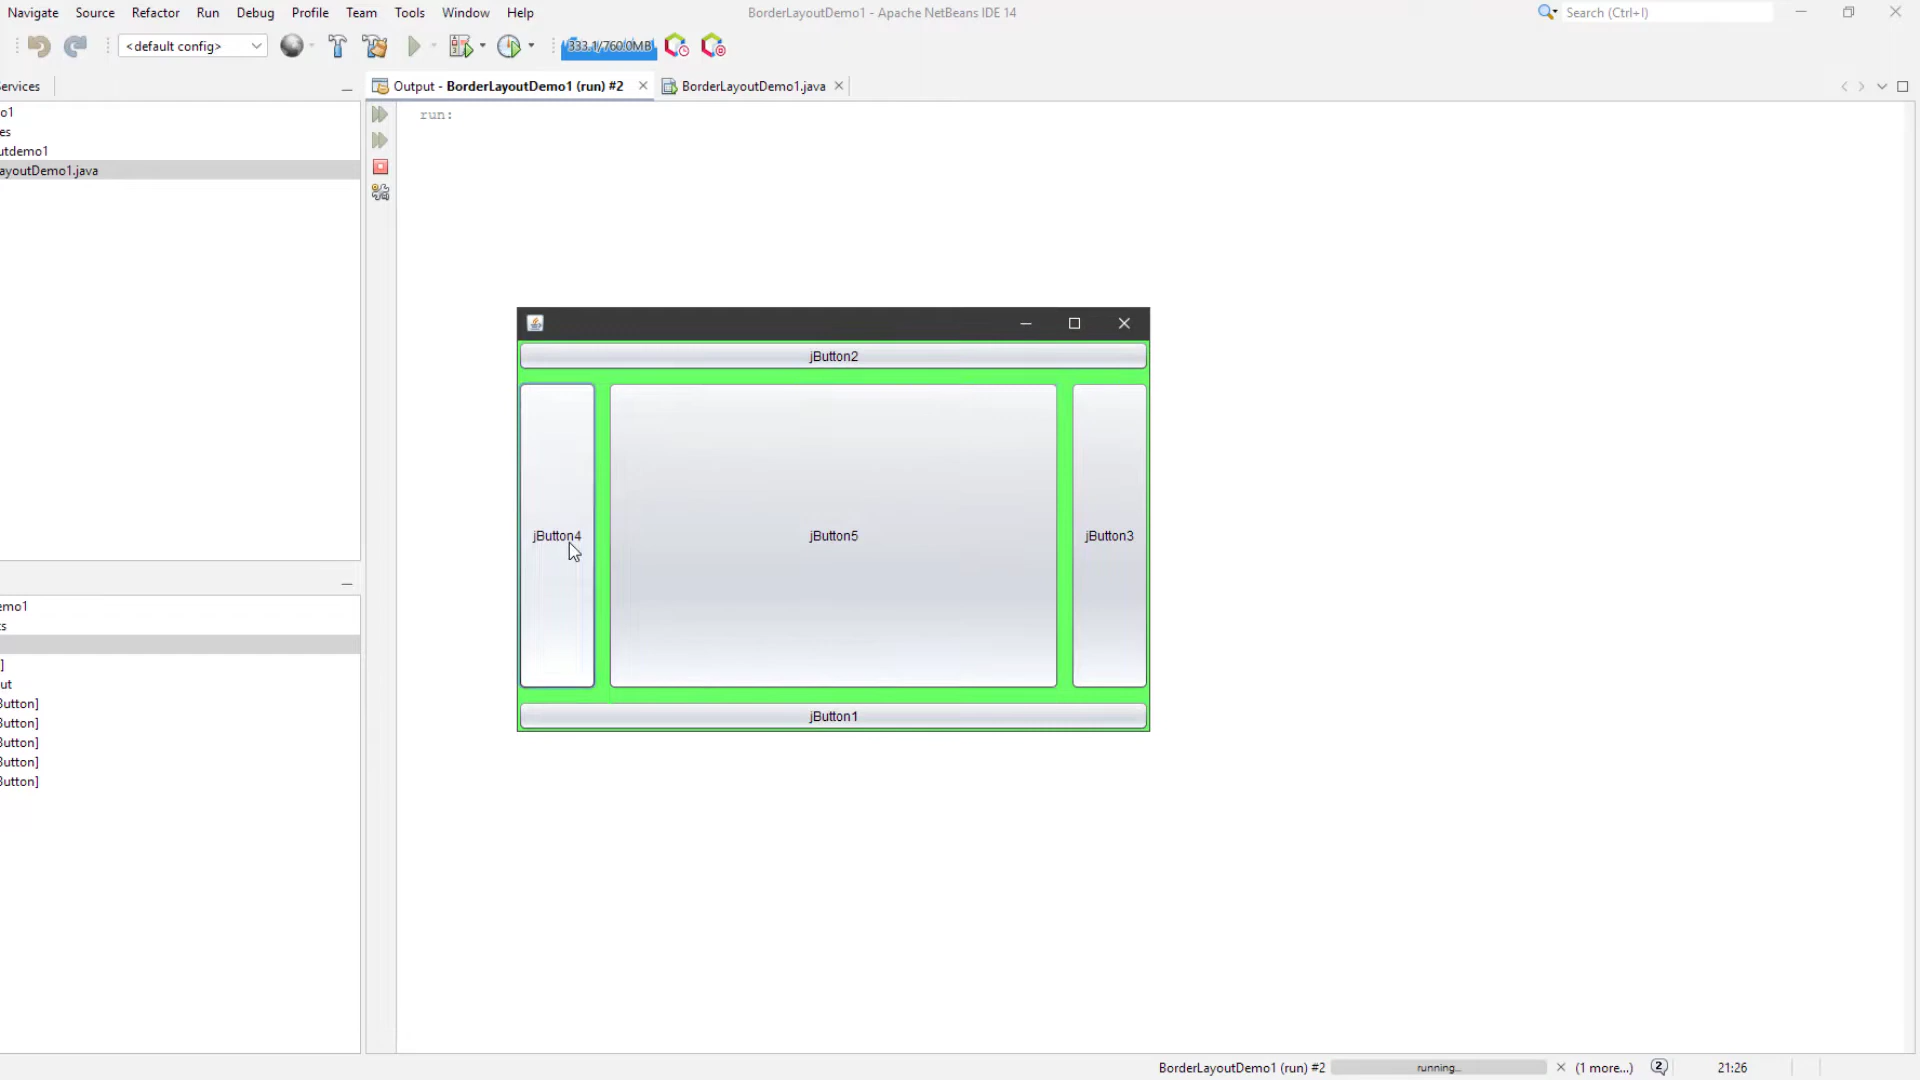 Navigate Source Refactor Run Debug Profile Team Tools Window Help BorderLayoutDemo1 - Apache NetBeans IDE 14 Search (Ctrl+I)
<default config> 333.1/760.0MB
ervices Output - BorderLayoutDemo1 (run) #2 BorderLayoutDemo1.java
o1 run:
es
utdemo1
ayoutDemo1.java
jButton2
jButton4 jButton5 jButton3
jButton1
emo1
s
]
ut
Button]
Button]
Button]
Button]
Button]
BorderLayoutDemo1 (run) #2 running... (1 more...) 2 21:26